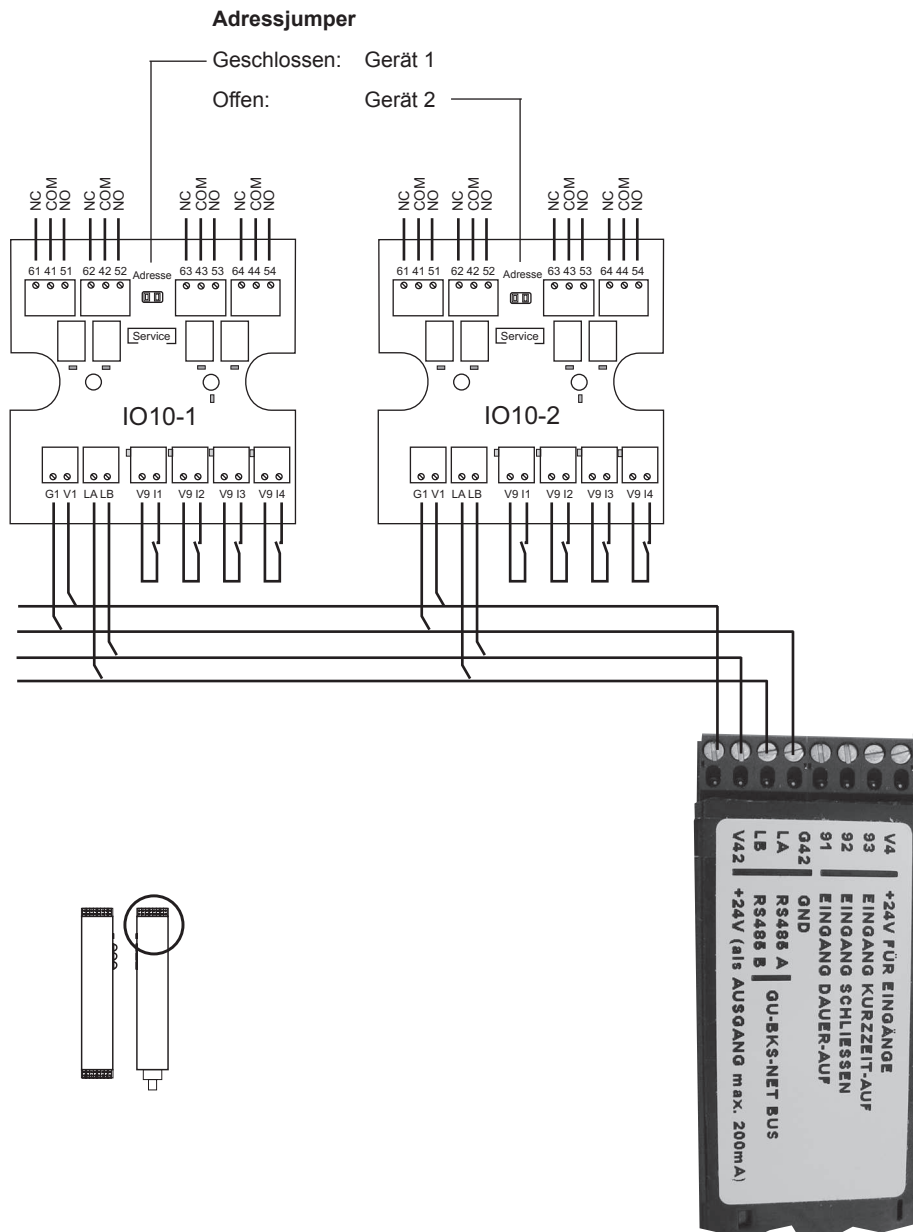 Adressjumper
Geschlossen: Gerät 1
Offen: Gerät 2
NC COM NO NC COM NO NC COM NO NC COM NO
61 41 51 62 42 52 Adresse 63 43 53 64 44 54
Service
IO10-1
G1 V1 LA LB V9 I1 V9 I2 V9 I3 V9 I4
NC COM NO NC COM NO NC COM NO NC COM NO
61 41 51 62 42 52 Adresse 63 43 53 64 44 54
Service
IO10-2
G1 V1 LA LB V9 I1 V9 I2 V9 I3 V9 I4
V4 +24V FÜR EINGÄNGE
93 EINGANG KURZZEIT-AUF
92 EINGANG SCHLIESSEN
91 EINGANG DAUER-AUF
G42 GND
LA RS485 A
LB RS485 B
GU-BKS-NET BUS
V42 +24V (als AUSGANG max. 200mA)